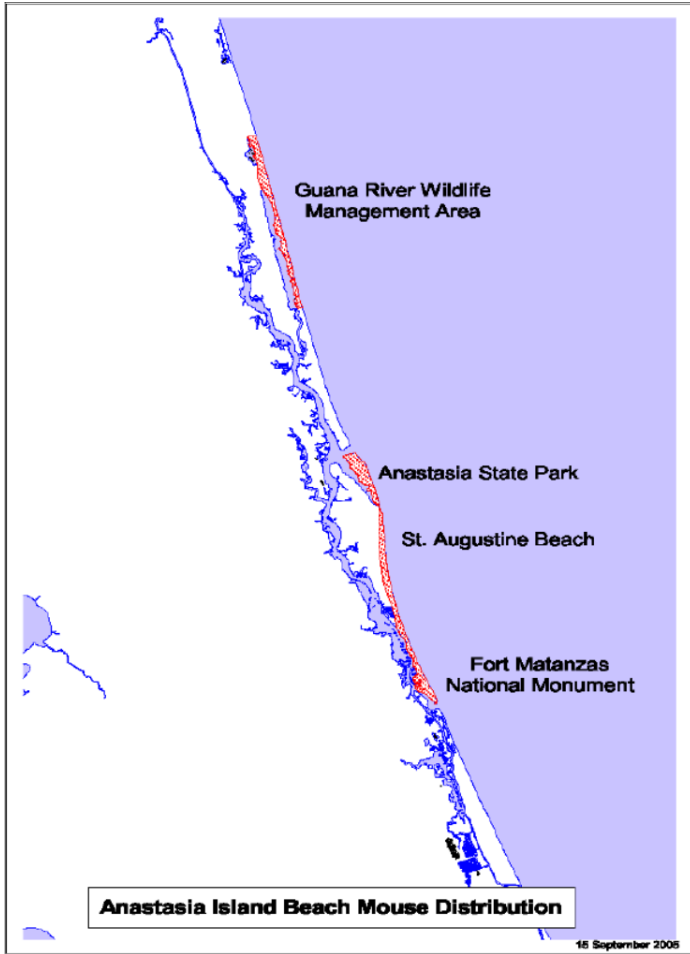 Guana River Wildlife
Management Area
Anastasia State Park
St. Augustine Beach
Fort Matanzas
National Monument
Anastasia Island Beach Mouse Distribution
15 September 2005